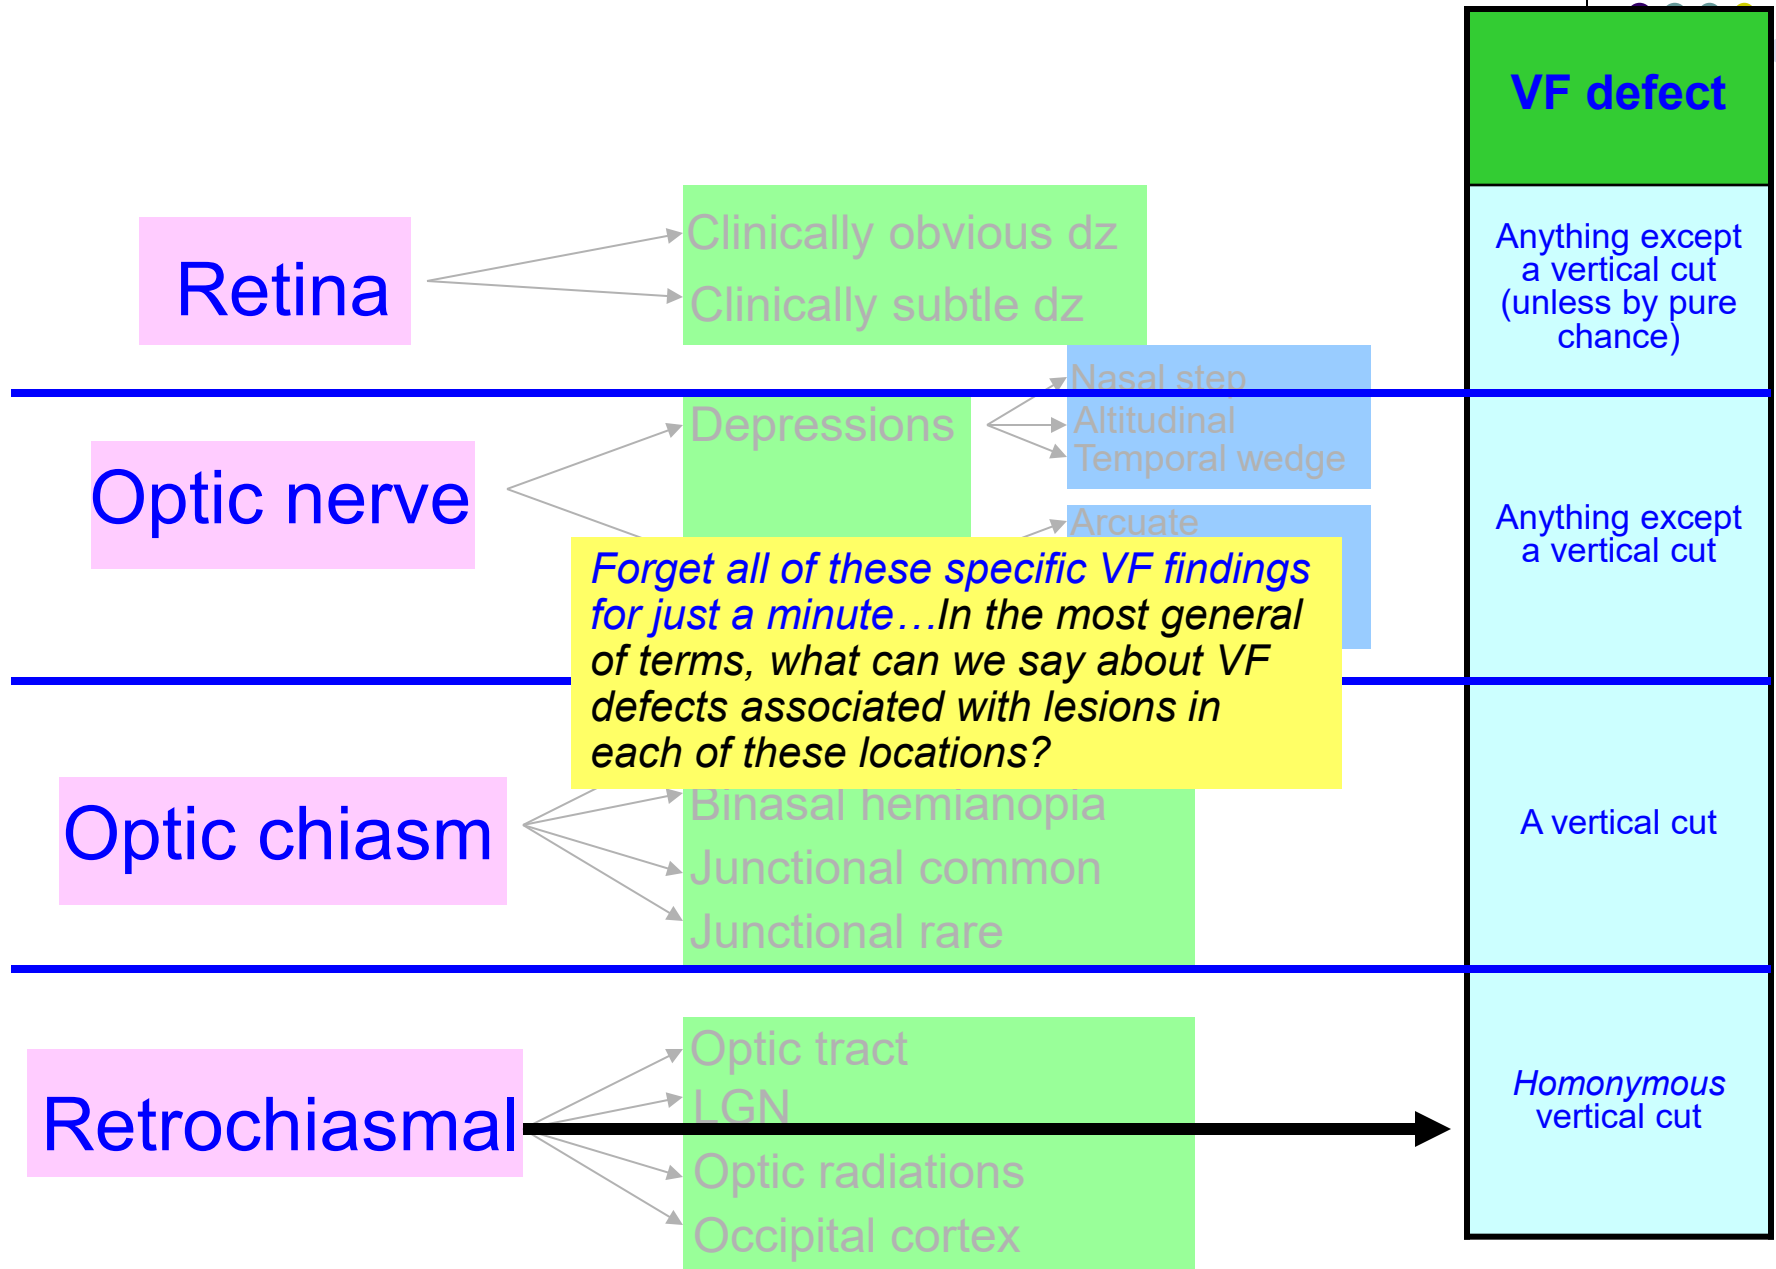 VF defect
Retina
Clinically obvious dz
Clinically subtle dz
Anything except
a vertical cut
(unless by pure
chance)
Optic nerve
Depressions
Nasal step
Altitudinal
Temporal wedge
Arcuate
Anything except
a vertical cut
Forget all of these specific VF findings
for just a minute…In the most general
of terms, what can we say about VF
defects associated with lesions in
each of these locations?
Optic chiasm
Binasal hemianopia
Junctional common
Junctional rare
A vertical cut
Retrochiasmal
Optic tract
LGN
Optic radiations
Occipital cortex
Homonymous
vertical cut